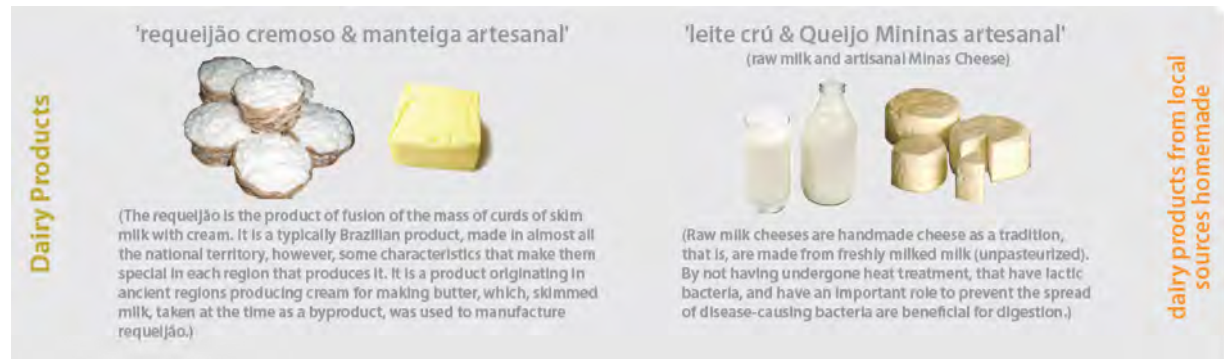 Dairy Products
'requeijão cremoso & manteiga artesanal'
(The requeijão is the product of fusion of the mass of curds of skim
milk with cream. It is a typically Brazilian product, made in almost all
the national territory, however, some characteristics that make them
special in each region that produces it. It is a product originating in
ancient regions producing cream for making butter, which, skimmed
milk, taken at the time as a byproduct, was used to manufacture
requeijão.)
'leite crú & Queijo Mininas artesanal'
(raw milk and artisanal Minas Cheese)
(Raw milk cheeses are handmade cheese as a tradition,
that is, are made from freshly milked milk (unpasteurized).
By not having undergone heat treatment, that have lactic
bacteria, and have an important role to prevent the spread
of disease-causing bacteria are beneficial for digestion.)
dairy products from local
sources homemade